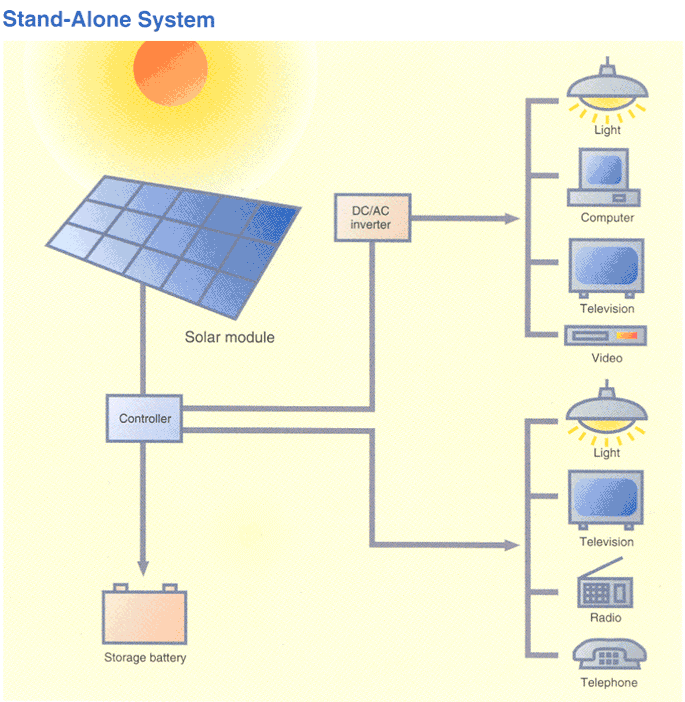 Stand-Alone System
Light
DC/AC
inverter
Computer
Television
Solar module
Video
Controller
Light
Television
Radio
Storage battery
Telephone